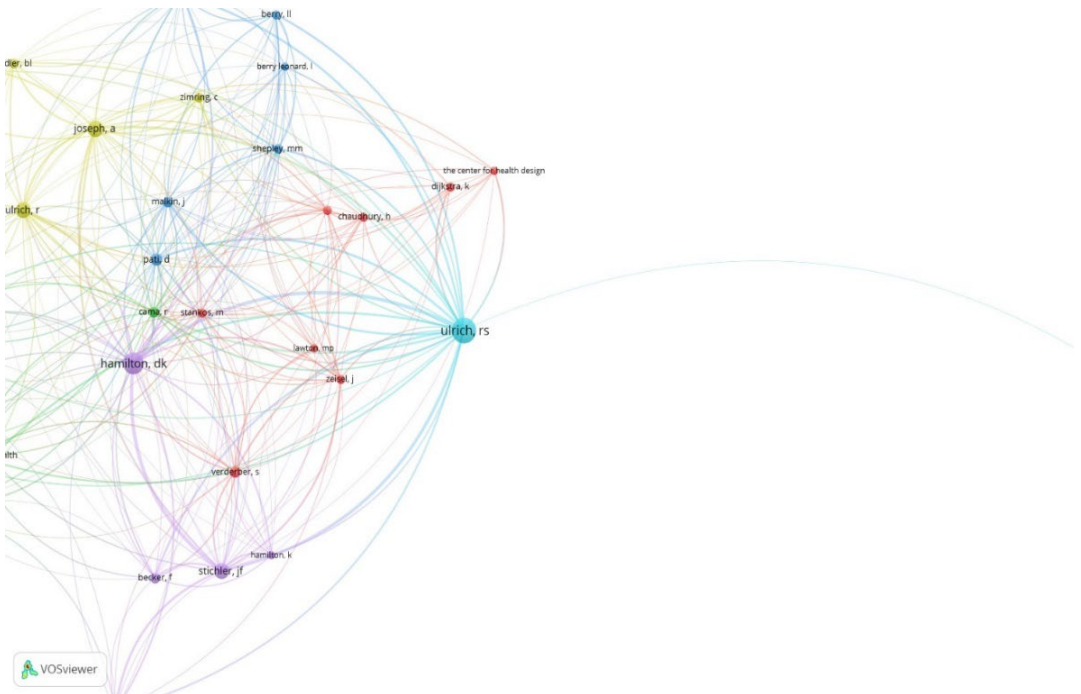 berry, ll
dler, bl
berry leonard, l
zimring, c
joseph, a
shepley, mm
the center for health design
dijkstra, k
malkin, j
ulrich, r
chaudhury, h
pati, d
cama, r
stankos, m
ulrich, rs
lawton, mp
hamilton, dk
zeisel, j
lth
verderber, s
hamilton, k
stichler, jf
becker, f
VOSviewer